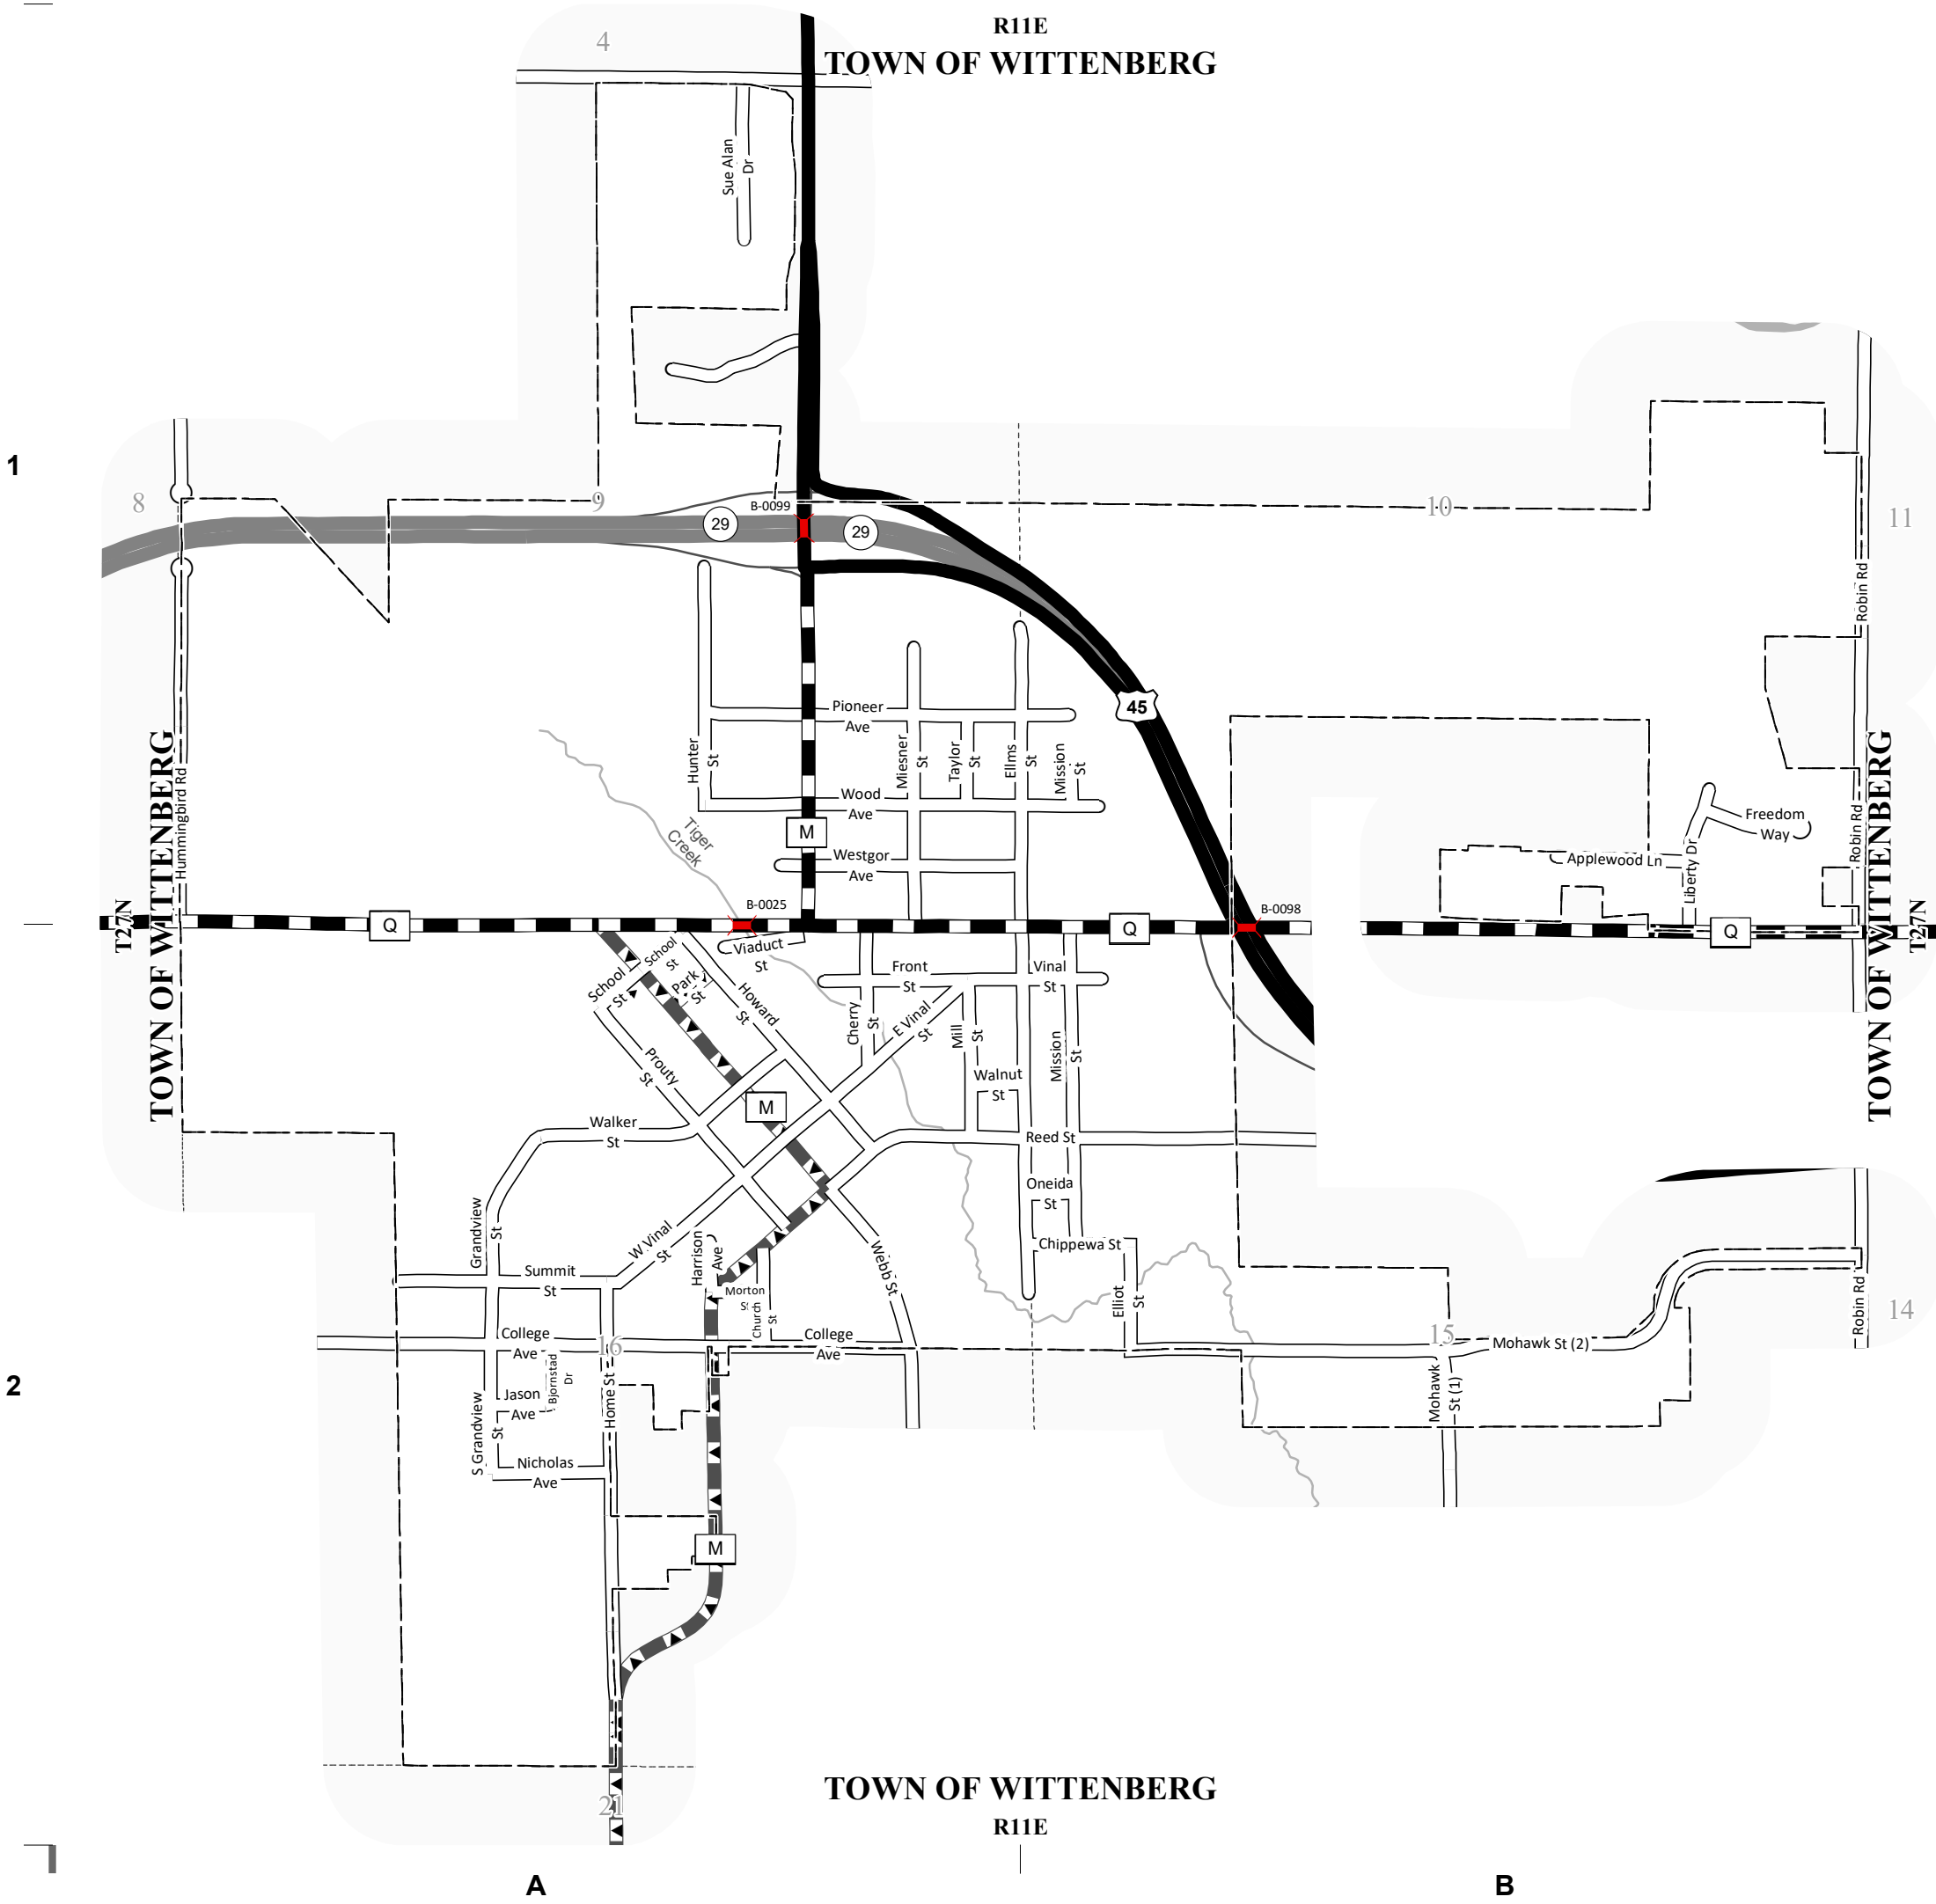 R11E
TOWN OF WITTENBERG
4
Sue Alan
Dr
1
8
9
B-0099
29
29
10
11
Robin Rd
45
Pioneer
Ave
Hunter
St
Miesner
St
Taylor
St
Ellms
St
Mission
St
Wood
Ave
M
Westgor
Ave
Tiger
Creek
Hummingbird Rd
TOWN OF WITTENBERG
T27N
Freedom
Way
Applewood Ln
Liberty Dr
Robin Rd
TOWN OF WITTENBERG
T27N
B-0025
B-0098
Q
Q
Q
Viaduct
St
School
St
School
St
Park
St
Howard
St
Front
St
Vinal
St
Cherry
St
E Vinal
St
Mill
St
Mission
St
Walnut
St
Prouty
St
M
Walker
St
Reed St
Oneida
St
Grandview
St
W Vinal
St
Harrison
Ave
Webb St
Chippewa St
Summit
St
Morton
St
Church
St
Elliot
St
Robin Rd
14
College
Ave
16
College
Ave
15
Mohawk St (2)
2
Bjornstad
Dr
Jason
Ave
Home St
Mohawk
St (1)
S Grandview
St
Nicholas
Ave
M
TOWN OF WITTENBERG
21
R11E
A
B